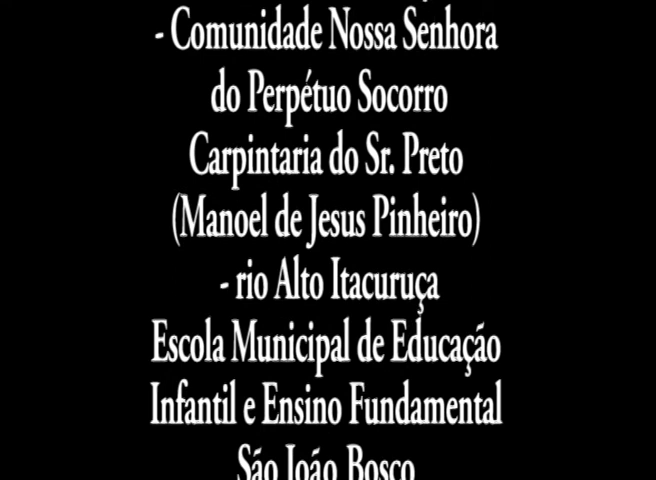 - Comunidade Nossa Senhora
do Perpétuo Socorro
Carpintaria do Sr. Preto
(Manoel de Jesus Pinheiro)
- rio Alto Itacuruça
Escola Municipal de Educação
Infantil e Ensino Fundamental
São João Bosco